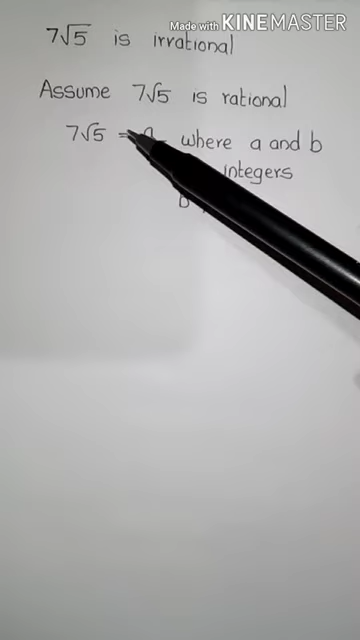 Made with KINEMASTER
7√5 is irrational
Assume 7√5 is rational
7√5 = a where a and b
integers
b